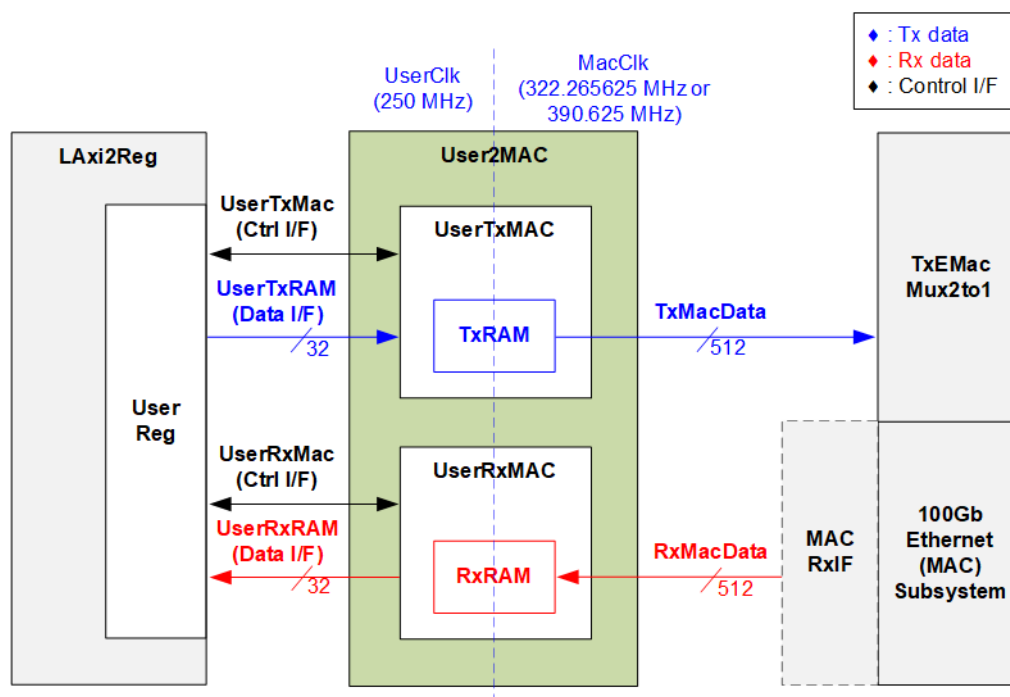 UserClk
(250 MHz)
MacClk
(322.265625 MHz or
390.625 MHz)
♦ : Tx data
♦ : Rx data
♦ : Control I/F
LAxi2Reg
User
Reg
UserTxMac
(Ctrl I/F)
UserTxRAM
(Data I/F)
32
UserRxMac
(Ctrl I/F)
UserRxRAM
(Data I/F)
32
User2MAC
UserTxMAC
TxRAM
UserRxMAC
RxRAM
TxMacData
512
RxMacData
512
TxEMac
Mux2to1
MAC
RxIF
100Gb
Ethernet
(MAC)
Subsystem